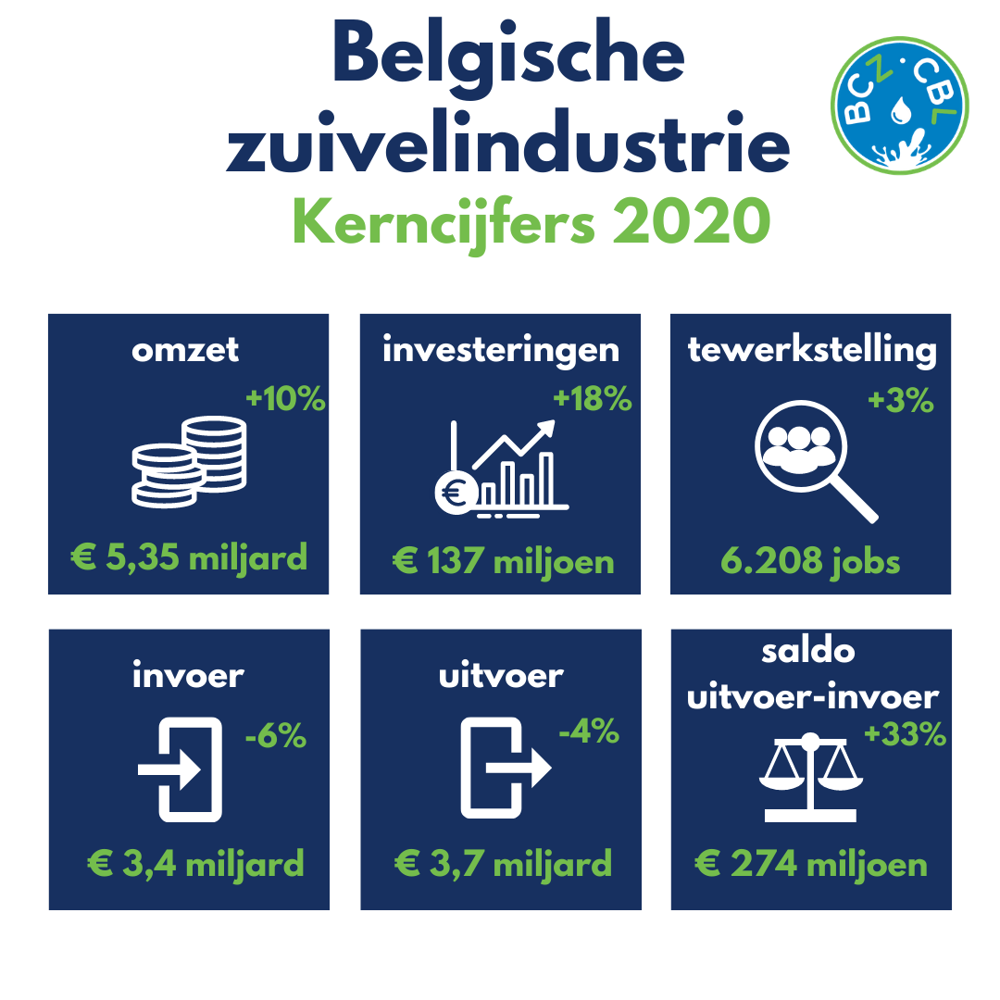 Belgische
zuivelindustrie
Kerncijfers 2020
BCZ · CBL
omzet
+10%
€ 5,35 miljard
investeringen
+18%
€
€ 137 miljoen
tewerkstelling
+3%
6.208 jobs
invoer
-6%
€ 3,4 miljard
uitvoer
-4%
€ 3,7 miljard
saldo
uitvoer-invoer
+33%
€ 274 miljoen